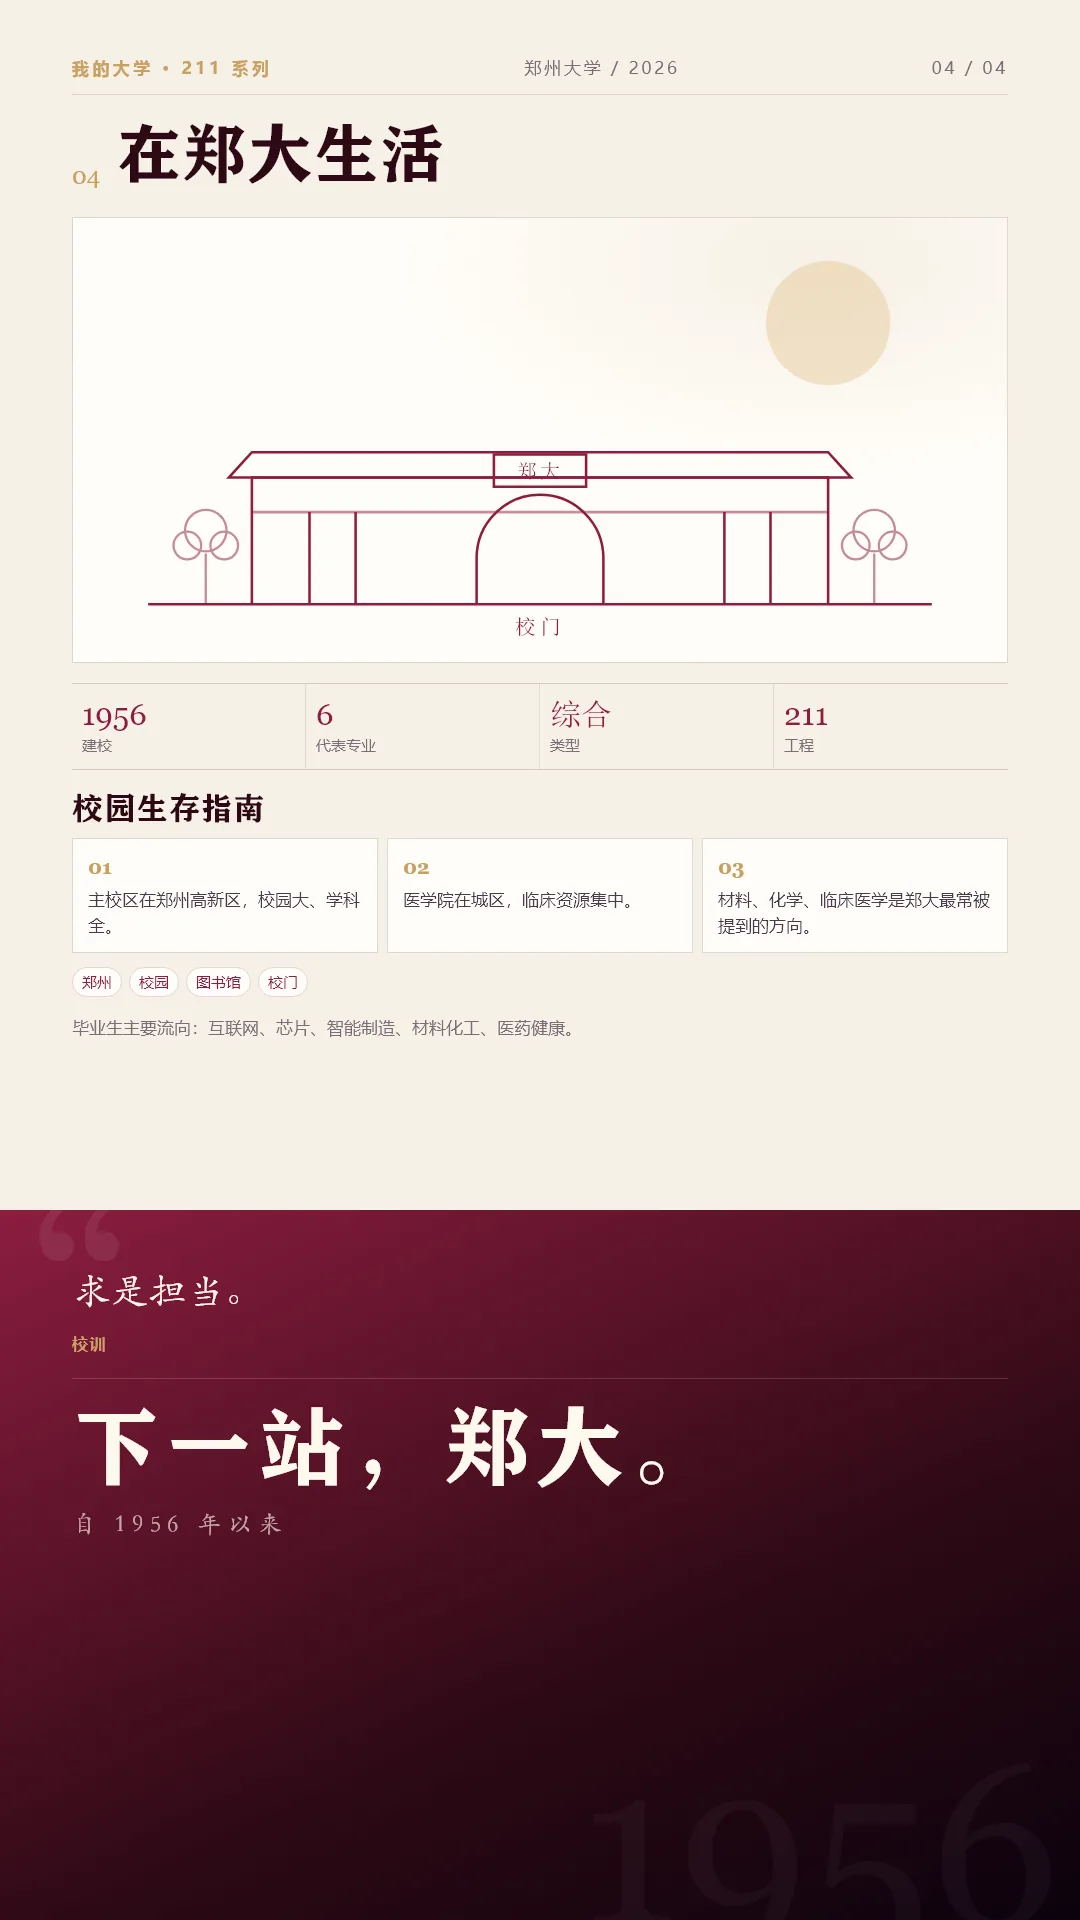 我的大学 · 211 系列
郑州大学 / 2026
04 / 04
04 在郑大生活
郑大
校门
1956
建校
6
代表专业
综合
类型
211
工程
校园生存指南
01
主校区在郑州高新区，校园大、学科
全。
02
医学院在城区，临床资源集中。
03
材料、化学、临床医学是郑大最常被
提到的方向。
郑州
校园
图书馆
校门
毕业生主要流向：互联网、芯片、智能制造、材料化工、医药健康。
“
求是担当。
校训
下一站，郑大。
自 1956 年以来
1956